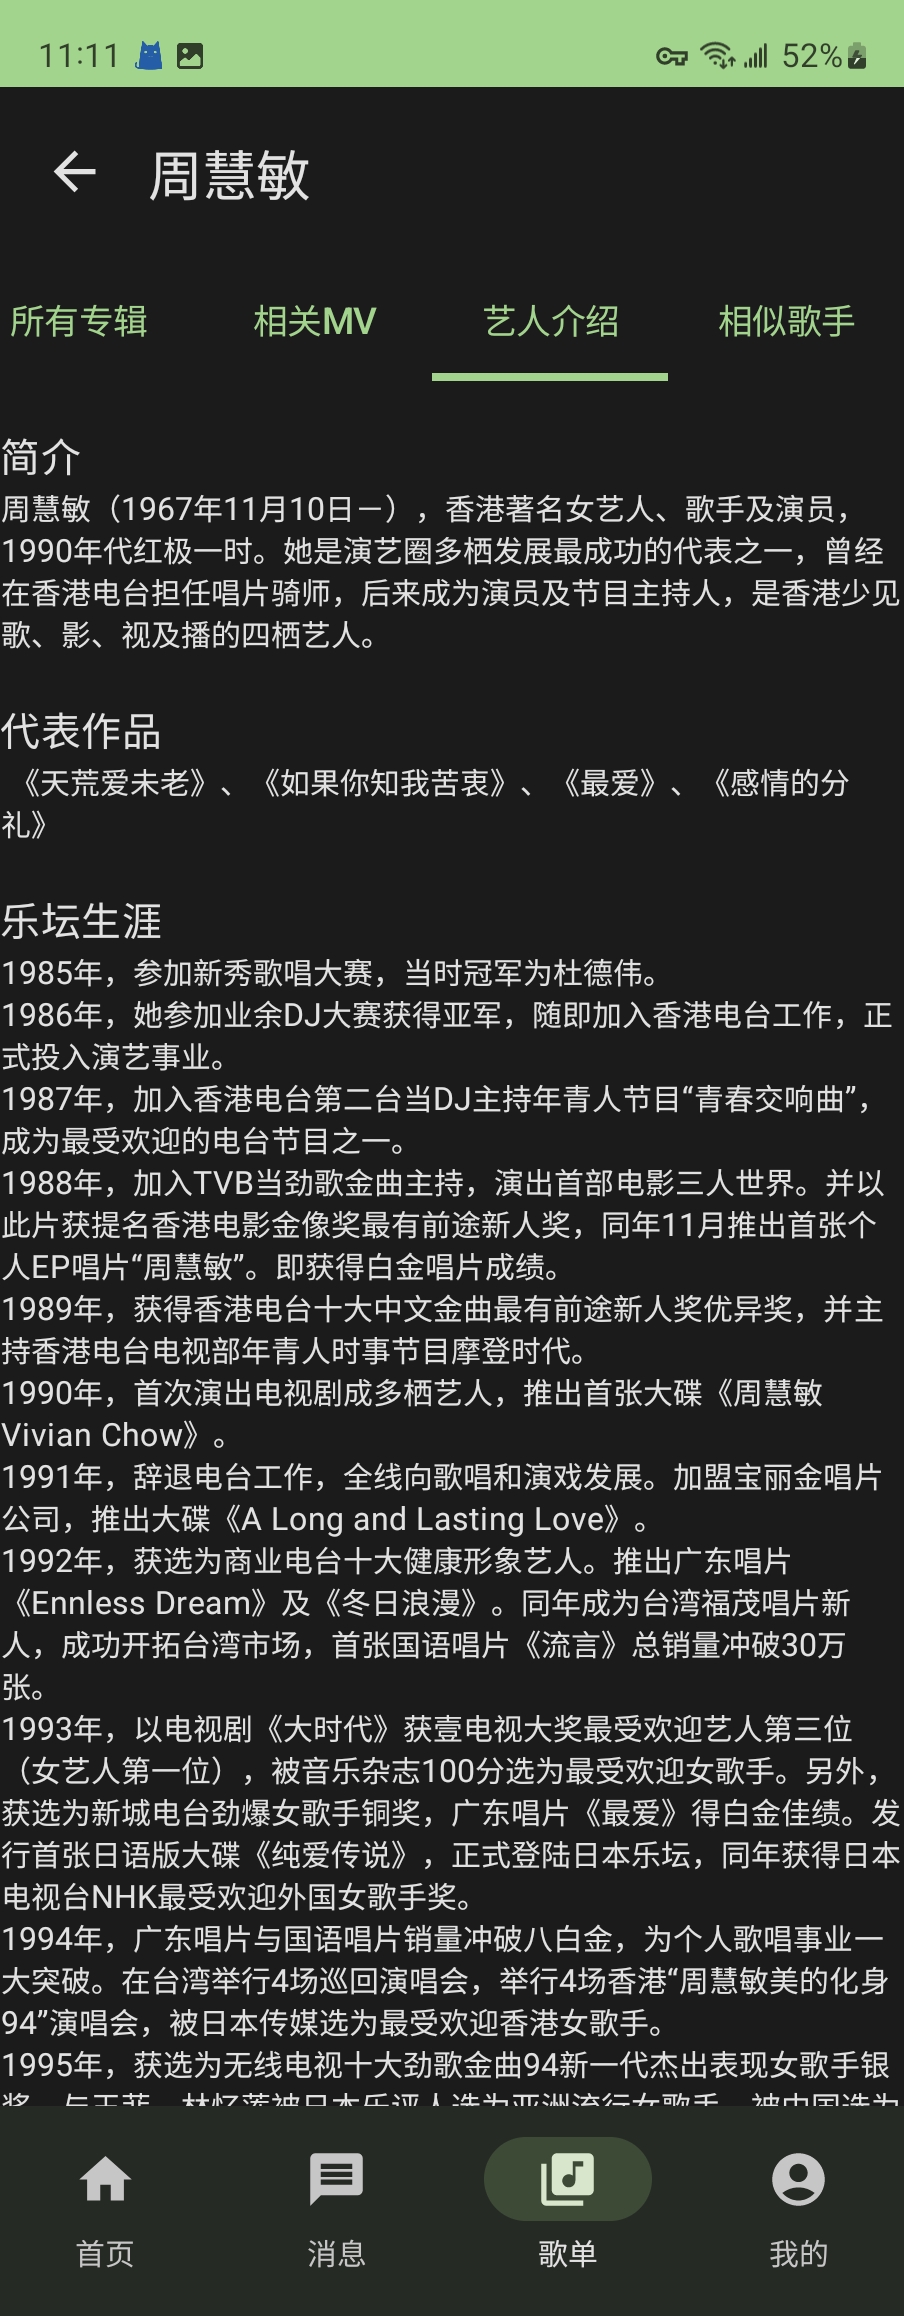 11:11
52%
周慧敏
所有专辑
相关MV
艺人介绍
相似歌手
简介
周慧敏（1967年11月10日－），香港著名女艺人、歌手及演员，
1990年代红极一时。她是演艺圈多栖发展最成功的代表之一，曾经
在香港电台担任唱片骑师，后来成为演员及节目主持人，是香港少见
歌、影、视及播的四栖艺人。
代表作品
《天荒爱未老》、《如果你知我苦衷》、《最爱》、《感情的分
礼》
乐坛生涯
1985年，参加新秀歌唱大赛，当时冠军为杜德伟。
1986年，她参加业余DJ大赛获得亚军，随即加入香港电台工作，正
式投入演艺事业。
1987年，加入香港电台第二台当DJ主持年青人节目“青春交响曲”，
成为最受欢迎的电台节目之一。
1988年，加入TVB当劲歌金曲主持，演出首部电影三人世界。并以
此片获提名香港电影金像奖最有前途新人奖，同年11月推出首张个
人EP唱片“周慧敏”。即获得白金唱片成绩。
1989年，获得香港电台十大中文金曲最有前途新人奖优异奖，并主
持香港电台电视部年青人时事节目摩登时代。
1990年，首次演出电视剧成多栖艺人，推出首张大碟《周慧敏
Vivian Chow》。
1991年，辞退电台工作，全线向歌唱和演戏发展。加盟宝丽金唱片
公司，推出大碟《A Long and Lasting Love》。
1992年，获选为商业电台十大健康形象艺人。推出广东唱片
《Ennless Dream》及《冬日浪漫》。同年成为台湾福茂唱片新
人，成功开拓台湾市场，首张国语唱片《流言》总销量冲破30万
张。
1993年，以电视剧《大时代》获壹电视大奖最受欢迎艺人第三位
（女艺人第一位），被音乐杂志100分选为最受欢迎女歌手。另外，
获选为新城电台劲爆女歌手铜奖，广东唱片《最爱》得白金佳绩。发
行首张日语版大碟《纯爱传说》，正式登陆日本乐坛，同年获得日本
电视台NHK最受欢迎外国女歌手奖。
1994年，广东唱片与国语唱片销量冲破八白金，为个人歌唱事业一
大突破。在台湾举行4场巡回演唱会，举行4场香港“周慧敏美的化身
94”演唱会，被日本传媒选为最受欢迎香港女歌手。
1995年，获选为无线电视十大劲歌金曲94新一代杰出表现女歌手银
奖，与王菲、林忆莲被日本乐评人选为亚洲流行女歌手，被中国选为
首页
消息
歌单
我的